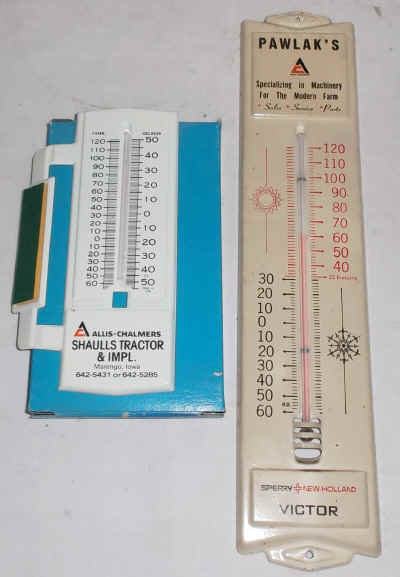 FAHR. CELSIUS
120 50
110 40
100
90 30
80
70 20
60
50 10
40
30 0
20
10 10
0
10 20
20
30 30
40
50 40
60 50
ALLIS-CHALMERS
SHAULLS TRACTOR
& IMPL.
Marengo, Iowa
642-5431 or 642-5285
PAWLAK'S
Specializing in Machinery
For The Modern Farm
Sales Service Parts
120
110
100
90
80
70
60
50
40
30 32 Freezing
20
10
0
10
20
30
40
50
60
SPERRY NEW HOLLAND
VICTOR